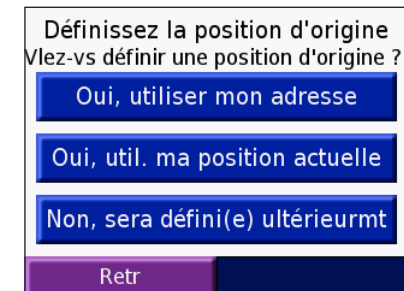 Définissez la position d'origine
Vlez-vs définir une position d'origine ?
Oui, utiliser mon adresse
Oui, util. ma position actuelle
Non, sera défini(e) ultérieurmt
Retr